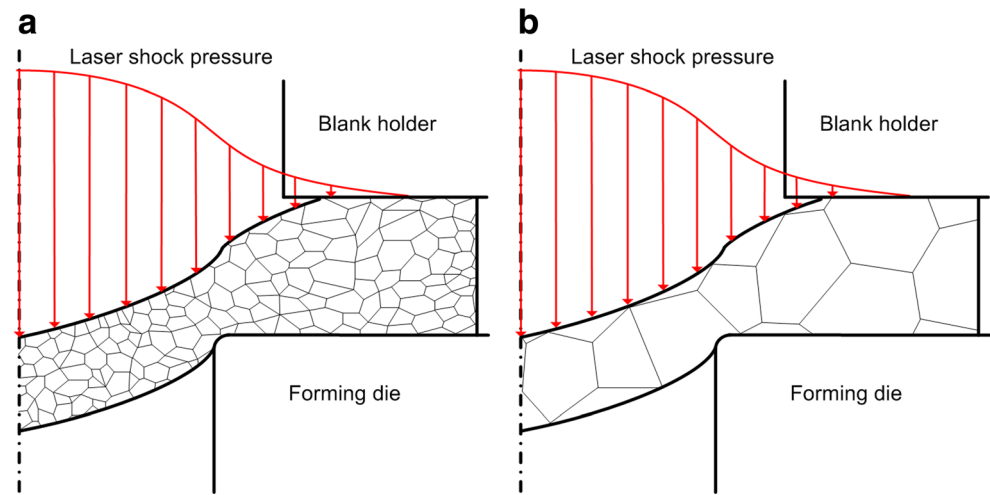 a
Laser shock pressure
Blank holder
Forming die
b
Laser shock pressure
Blank holder
Forming die